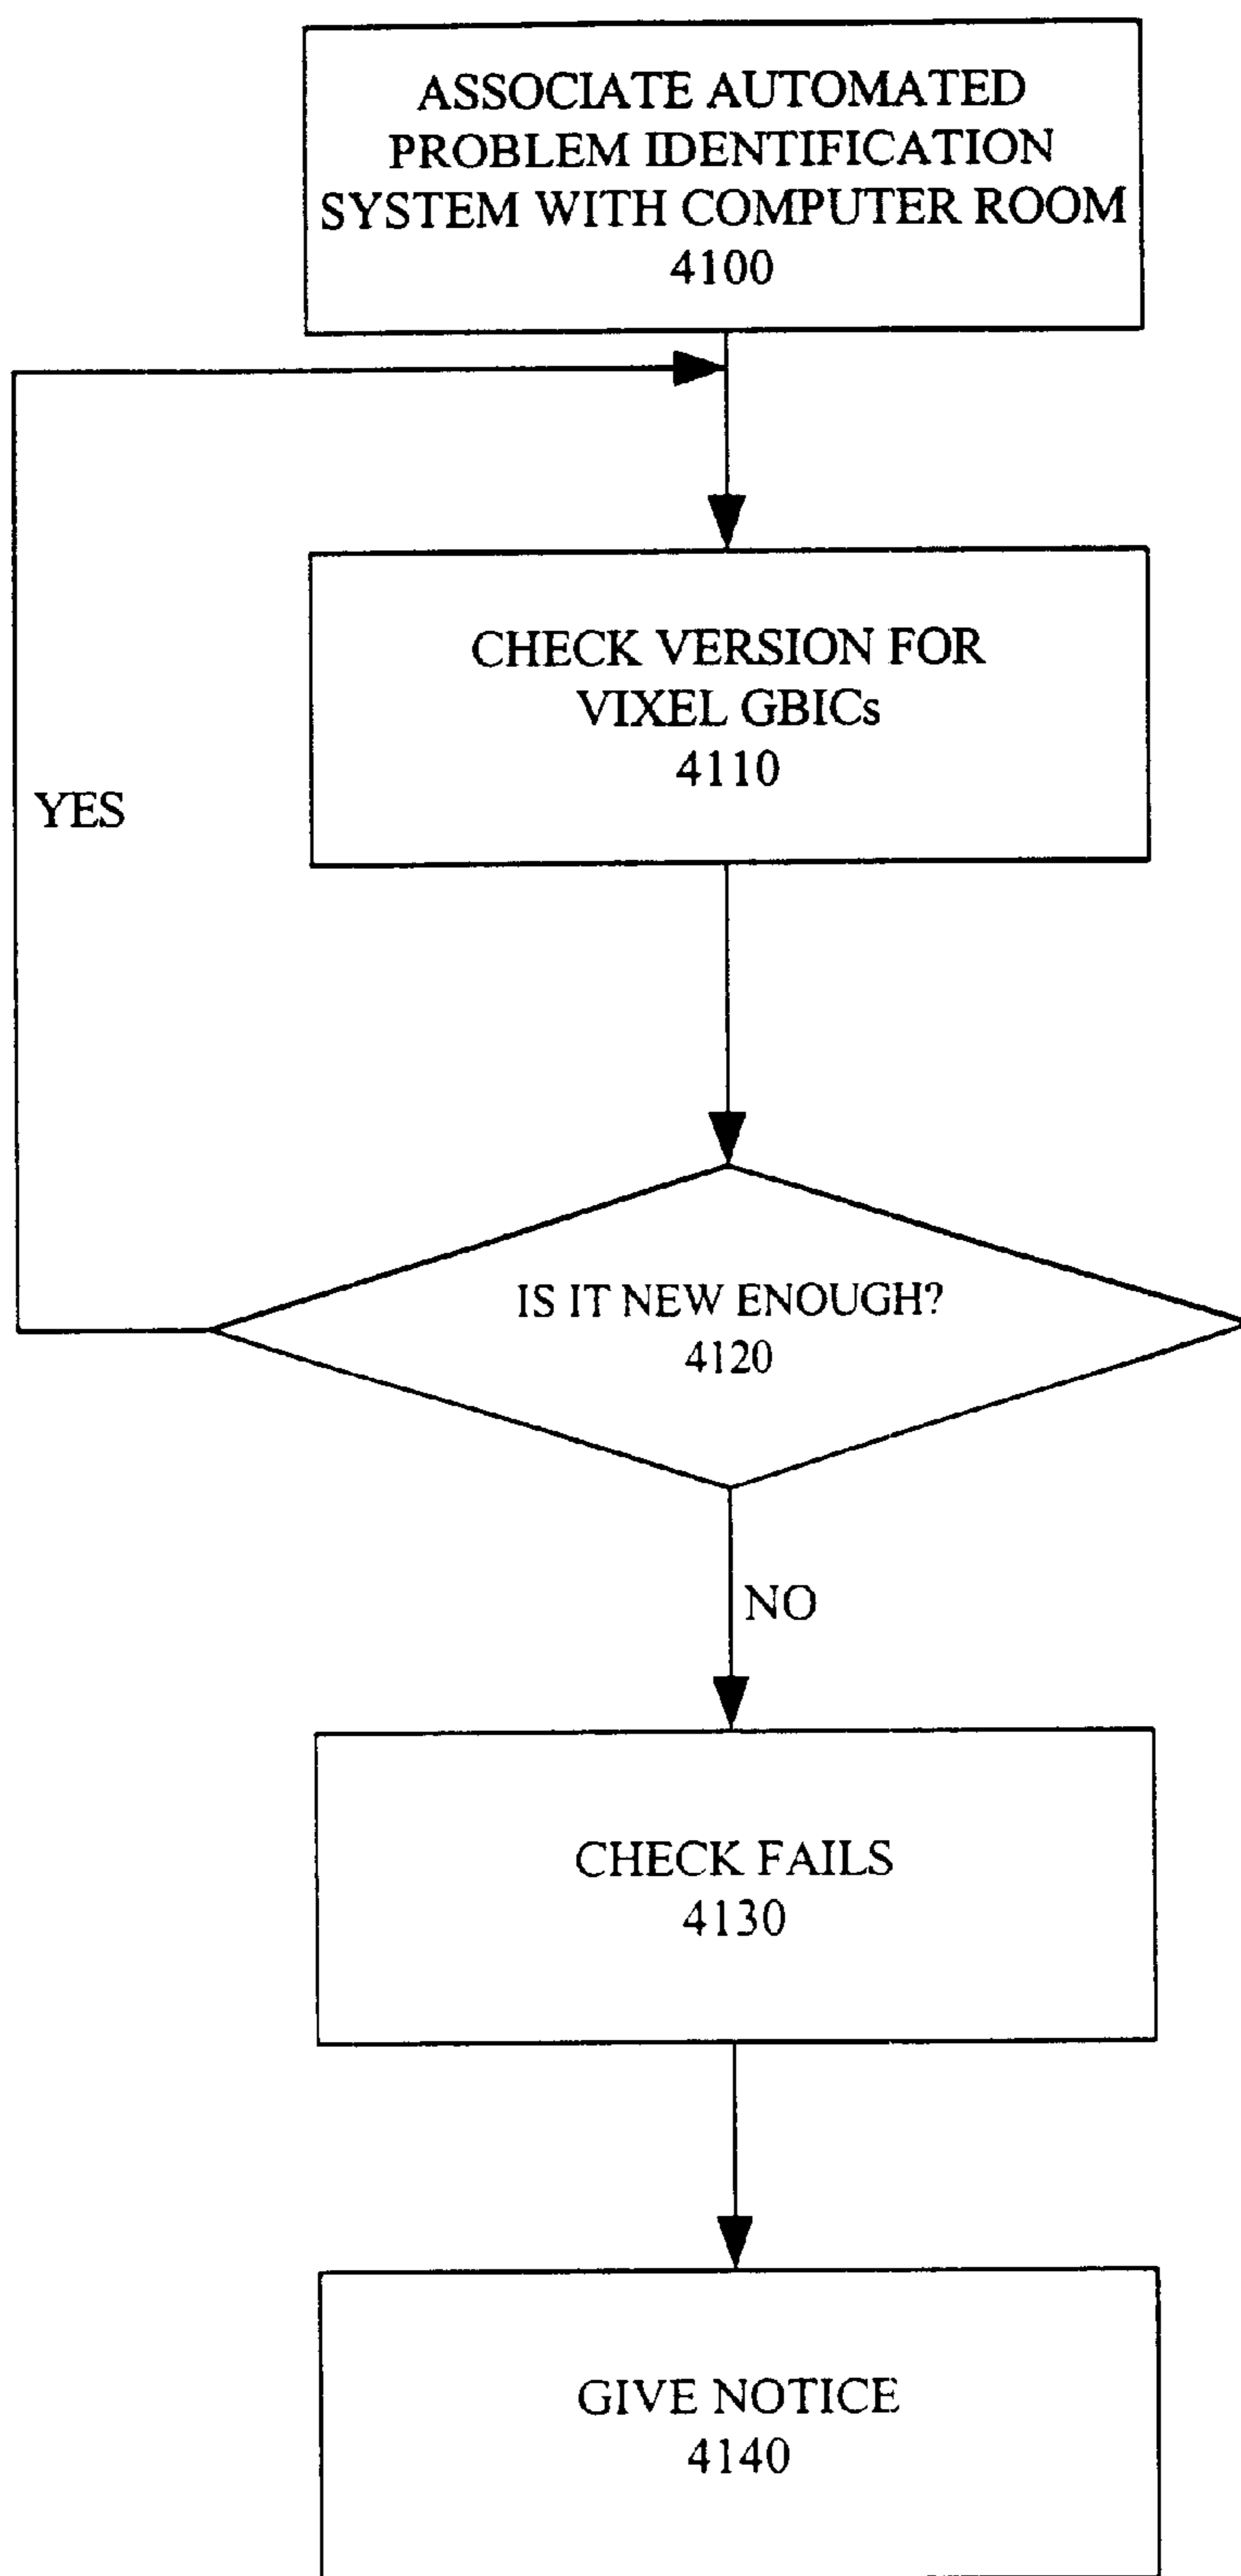 ASSOCIATE AUTOMATED
PROBLEM IDENTIFICATION
SYSTEM WITH COMPUTER ROOM
4100
CHECK VERSION FOR
VIXEL GBICs
4110
YES
IS IT NEW ENOUGH?
4120
NO
CHECK FAILS
4130
GIVE NOTICE
4140